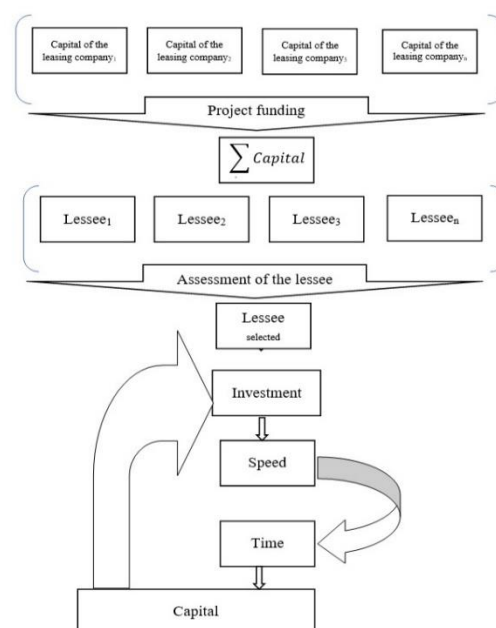 Capital of the
leasing company₁
Capital of the
leasing company₂
Capital of the
leasing company₃
Capital of the
leasing companyₙ
Project funding
∑ Capital
Lessee₁
Lessee₂
Lessee₃
Lesseeₙ
Assessment of the lessee
Lessee
selected
Investment
Speed
Time
Capital